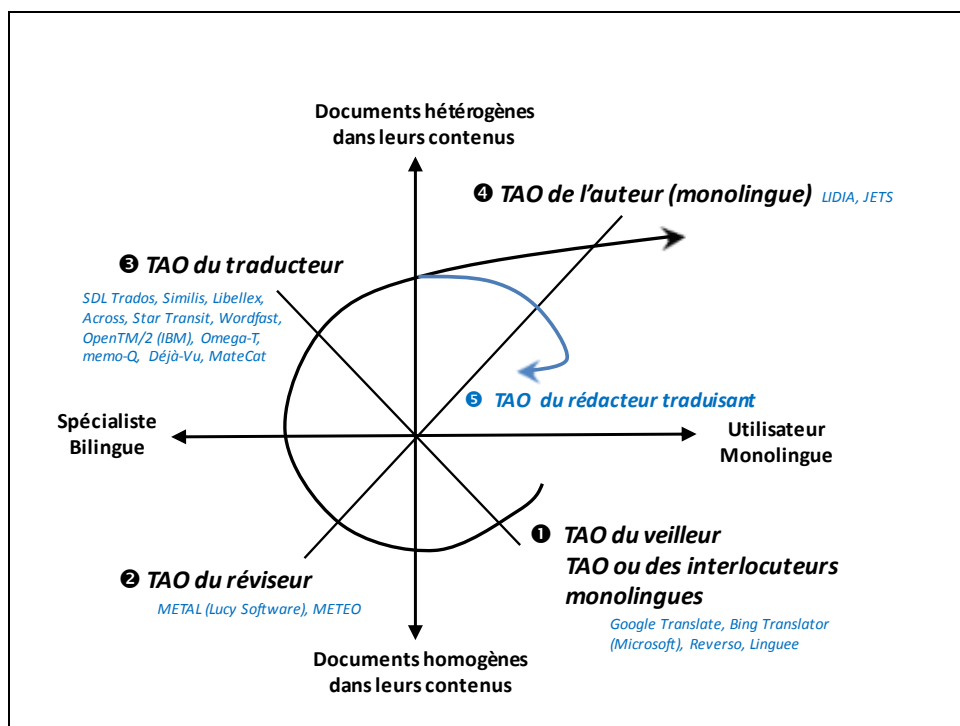 Documents hétérogènes
dans leurs contenus
❹ TAO de l’auteur (monolingue) LIDIA, JETS
❸ TAO du traducteur
SDL Trados, Similis, Libellex,
Across, Star Transit, Wordfast,
OpenTM/2 (IBM), Omega-T,
memo-Q, Déjà-Vu, MateCat
❺ TAO du rédacteur traduisant
Spécialiste
Bilingue
Utilisateur
Monolingue
❶ TAO du veilleur
TAO ou des interlocuteurs
monolingues
Google Translate, Bing Translator
(Microsoft), Reverso, Linguee
❷ TAO du réviseur
METAL (Lucy Software), METEO
Documents homogènes
dans leurs contenus